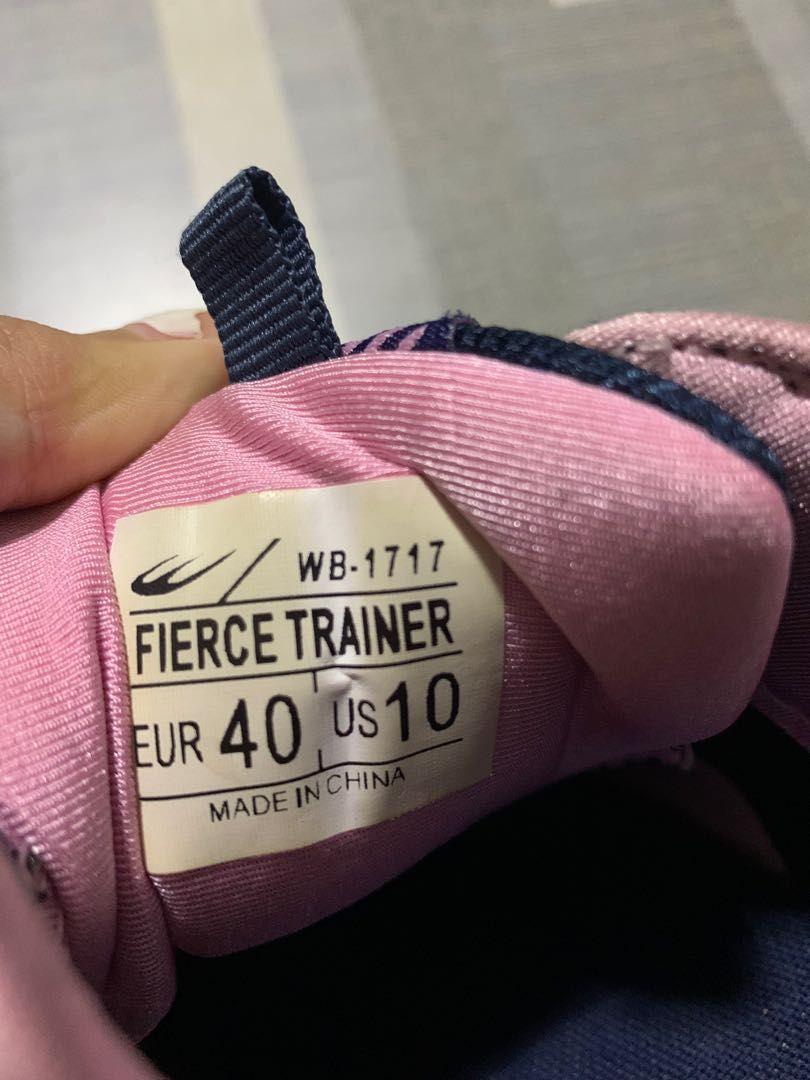 WB-1717
FIERCE TRAINER
EUR 40 US 10
MADE IN CHINA